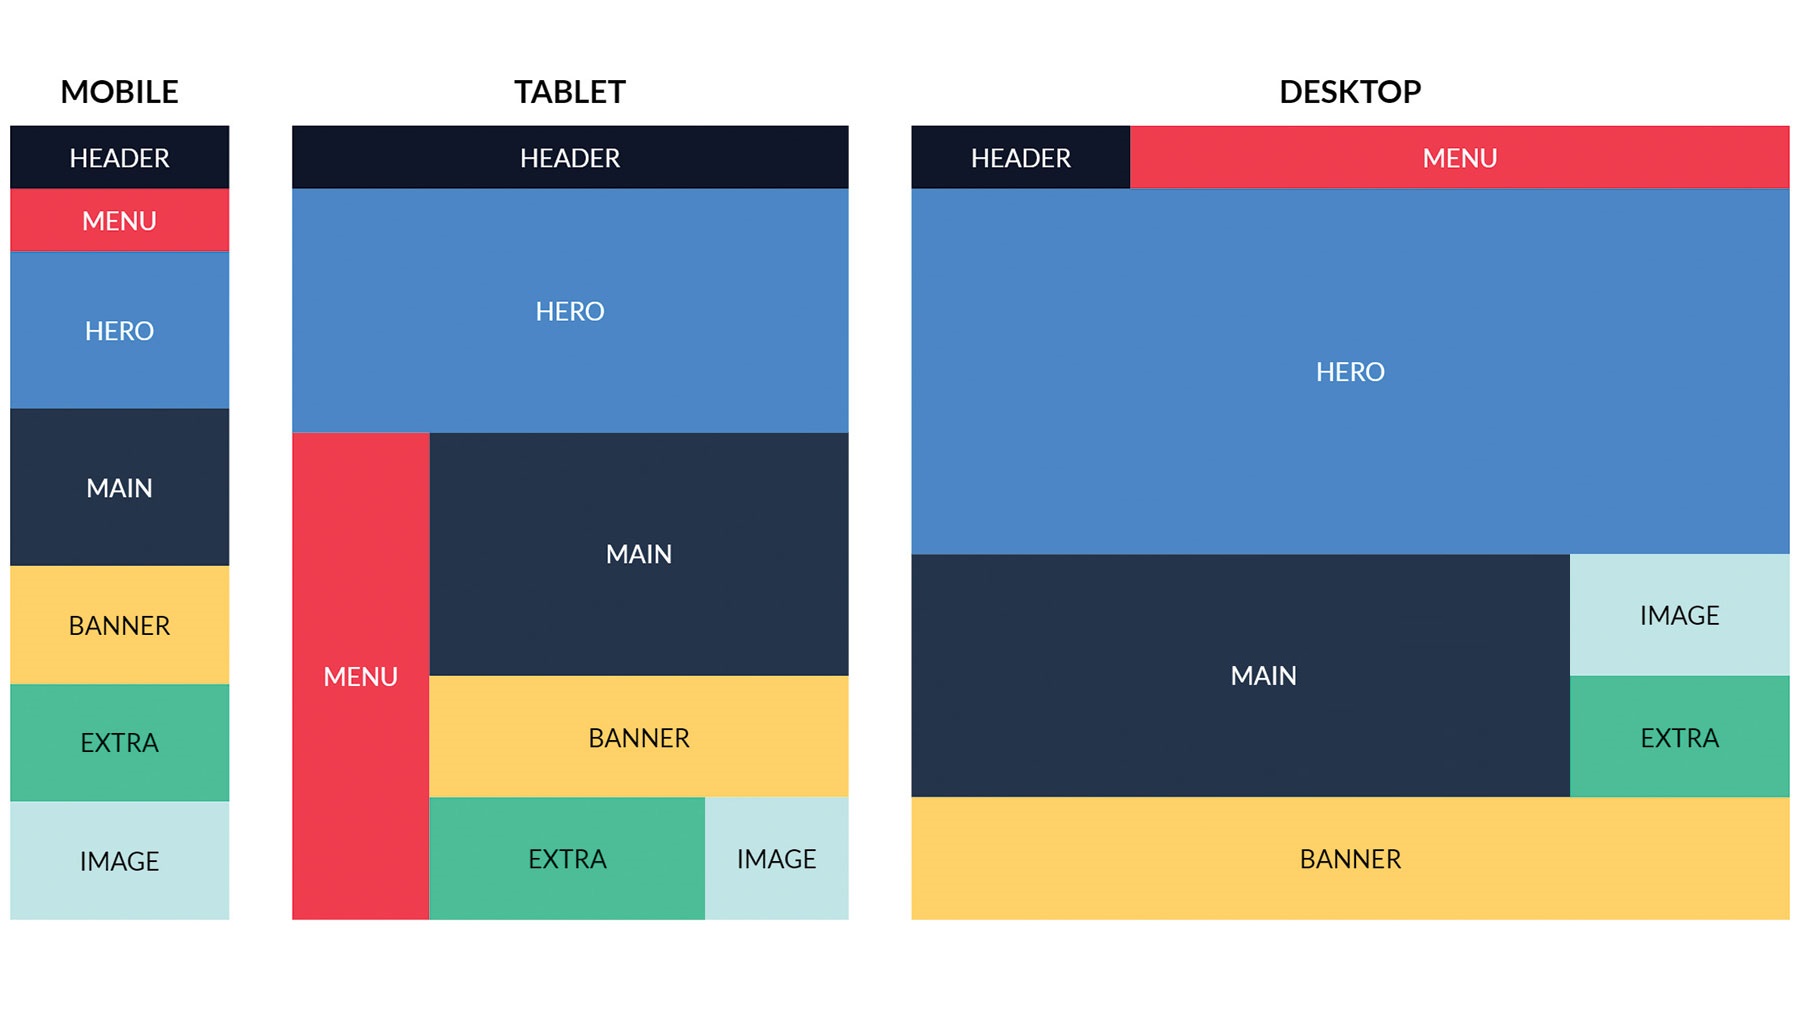 MOBILE
HEADER
MENU
HERO
MAIN
BANNER
EXTRA
IMAGE
TABLET
HEADER
HERO
MENU
MAIN
BANNER
EXTRA
IMAGE
DESKTOP
HEADER
MENU
HERO
MAIN
IMAGE
EXTRA
BANNER